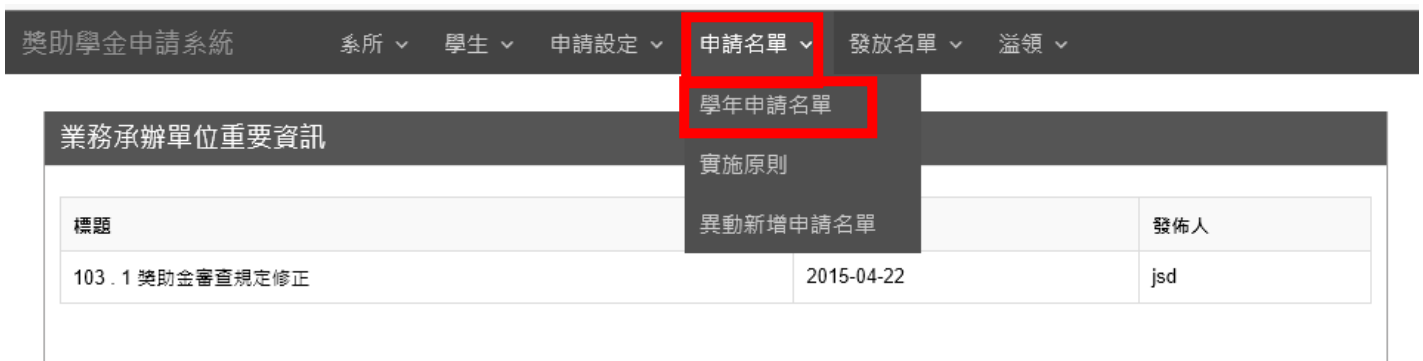 獎助學金申請系統 系所 學生 申請設定 申請名單 發放名單 溢領
學年申請名單
業務承辦單位重要資訊
實施原則
標題 異動新增申請名單 發佈人
103 . 1 獎助金審查規定修正 2015-04-22 jsd